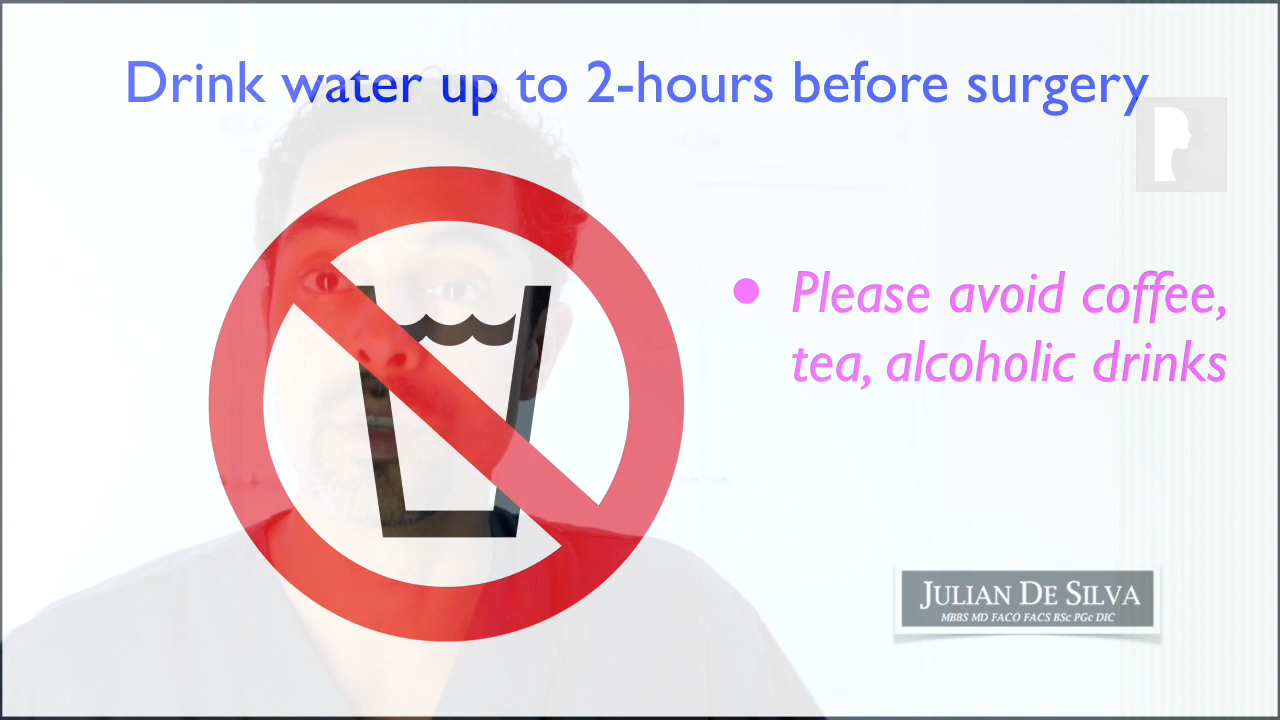 Drink water up to 2-hours before surgery
Please avoid coffee,
tea, alcoholic drinks
JULIAN DE SILVA
MBBS MD FACO FACS BSc PGc DIC